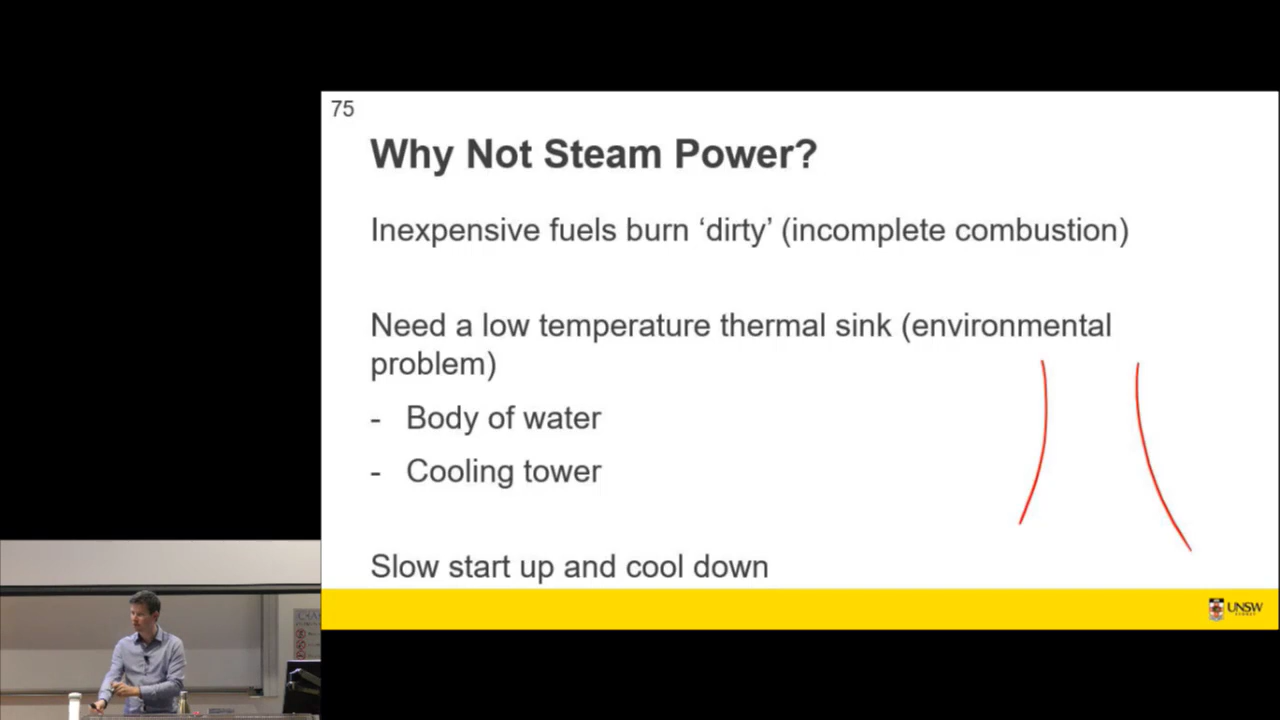 75
Why Not Steam Power?
Inexpensive fuels burn ‘dirty’ (incomplete combustion)
Need a low temperature thermal sink (environmental
problem)
- Body of water
- Cooling tower
Slow start up and cool down
UNSW
SYDNEY